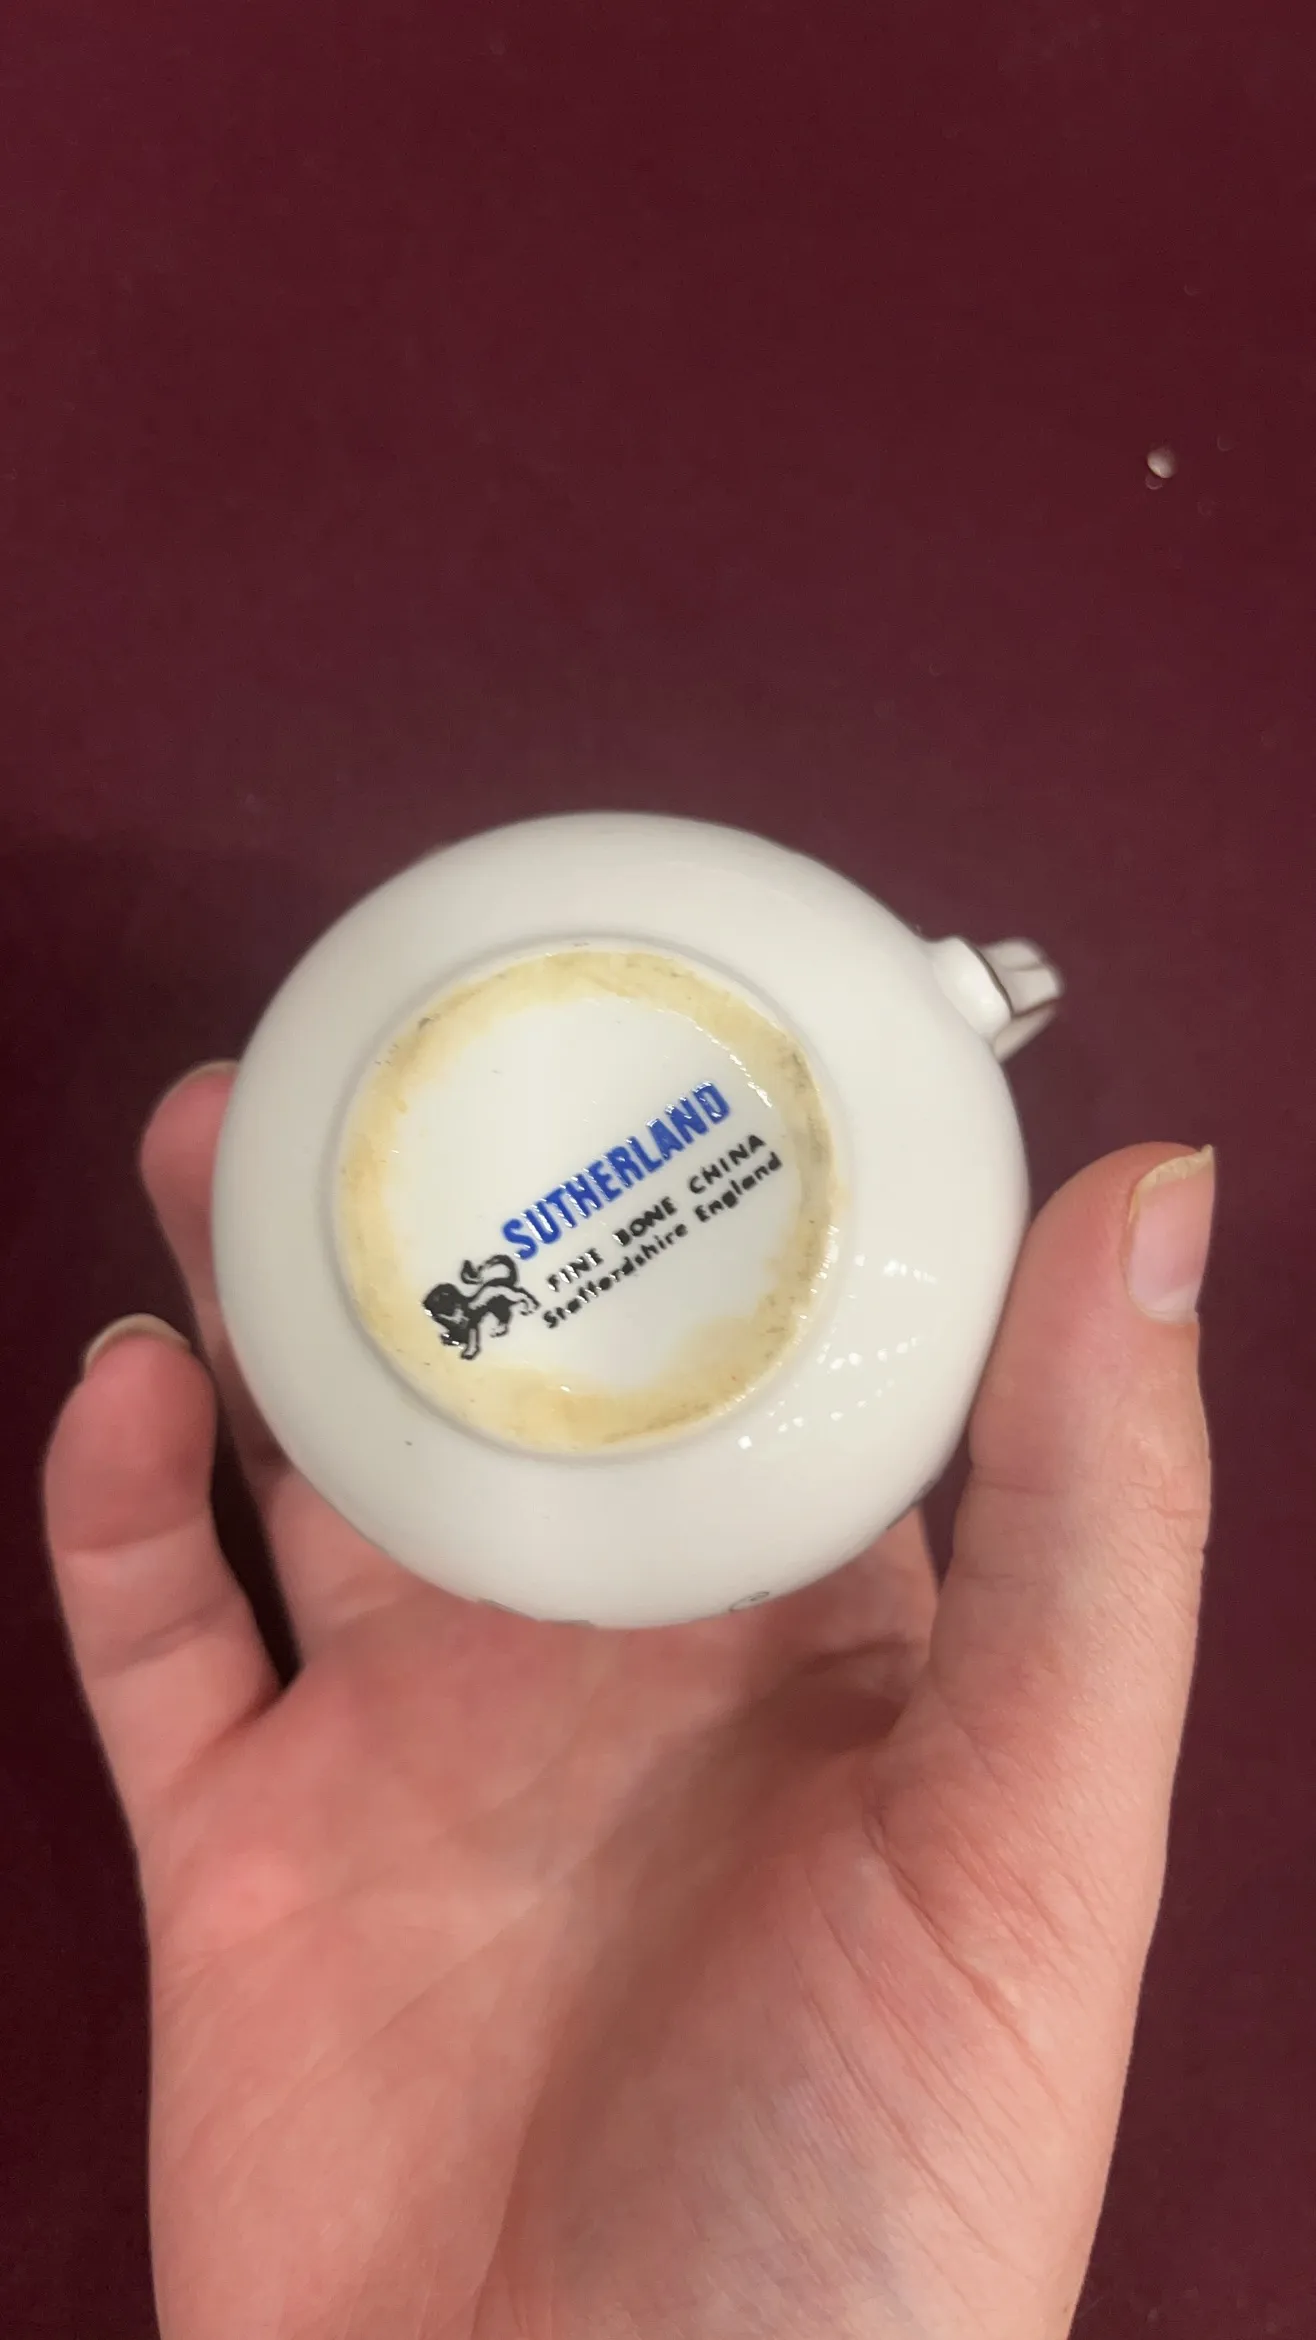 SUTHERLAND
FINE BONE CHINA
Staffordshire England